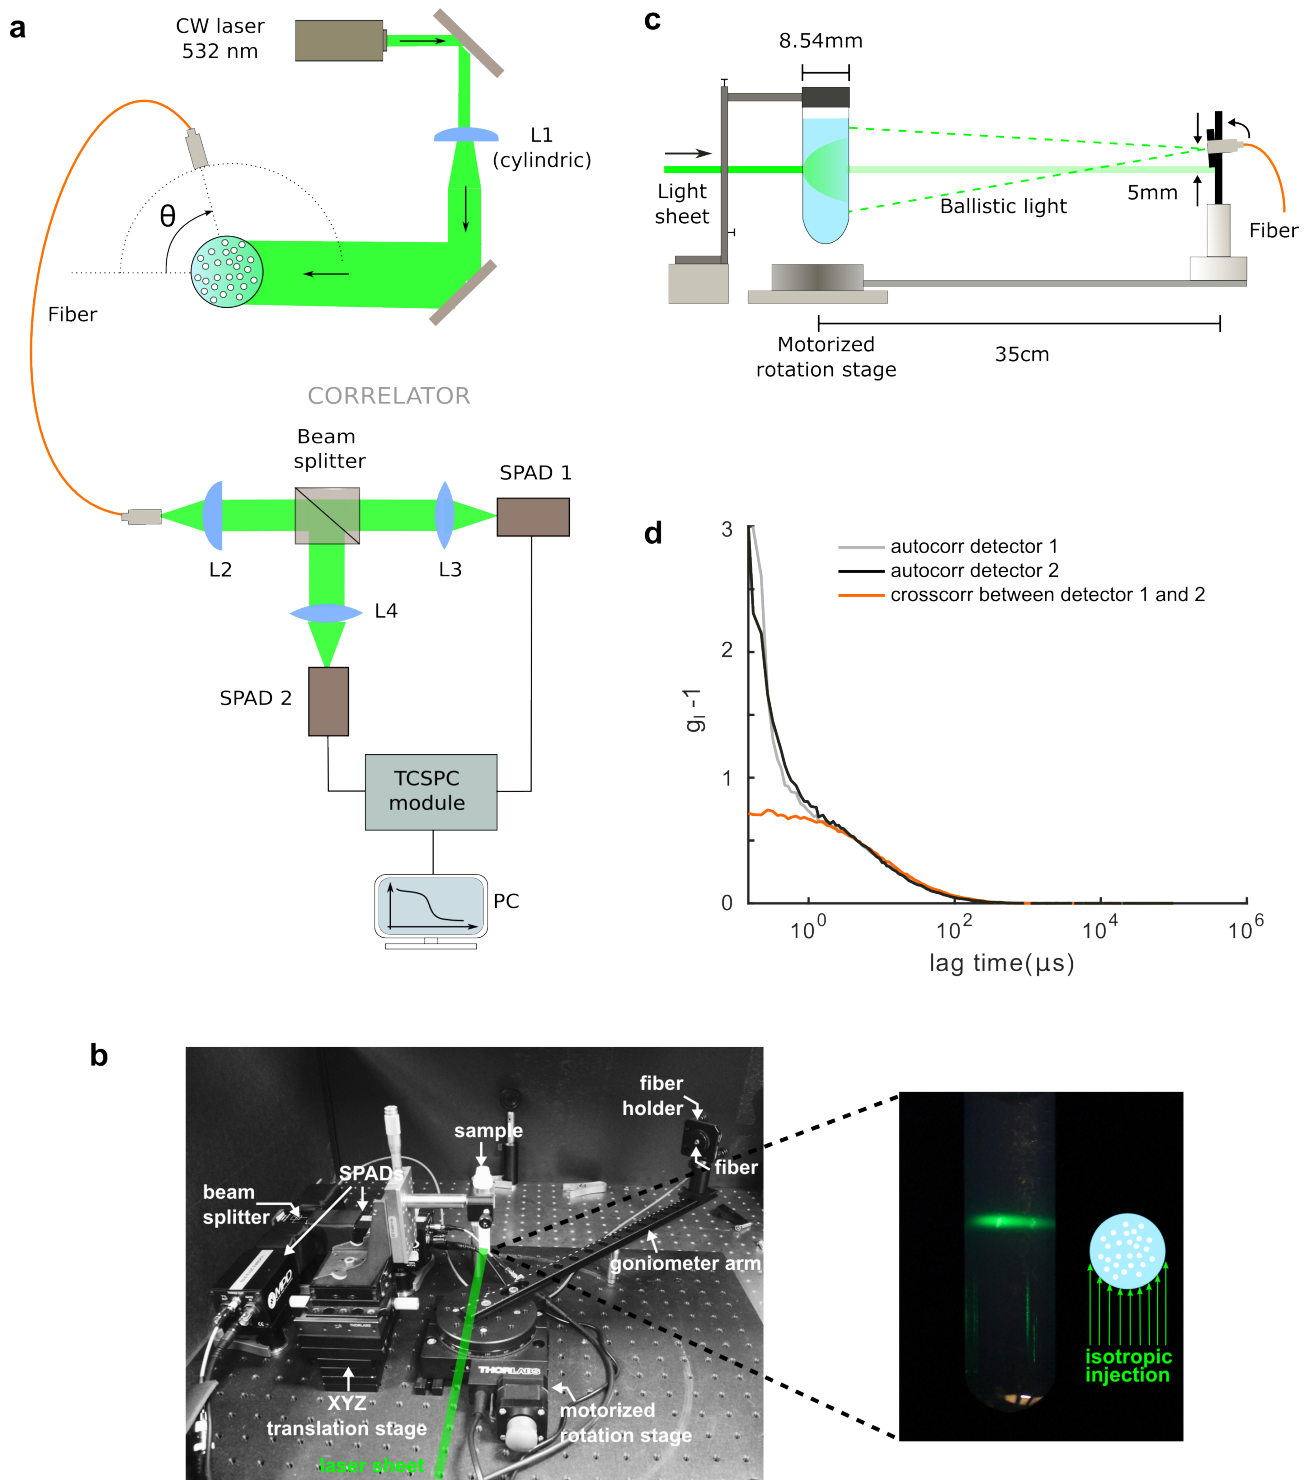 a
CW laser
532 nm
L1
(cylindric)
θ
Fiber
CORRELATOR
Beam
splitter
SPAD 1
L2
L3
L4
SPAD 2
TCSPC
module
PC
c
8.54mm
Light
sheet
Ballistic light
5mm
Fiber
Motorized
rotation stage
35cm
d
autocorr detector 1
autocorr detector 2
crosscorr between detector 1 and 2
3
2
1
0
g_I -1
10^0
10^2
10^4
10^6
lag time(μs)
b
fiber
holder
sample
fiber
SPADs
beam
splitter
goniometer arm
MPD
THORLABS
XYZ
translation stage
motorized
rotation stage
laser sheet
isotropic
injection